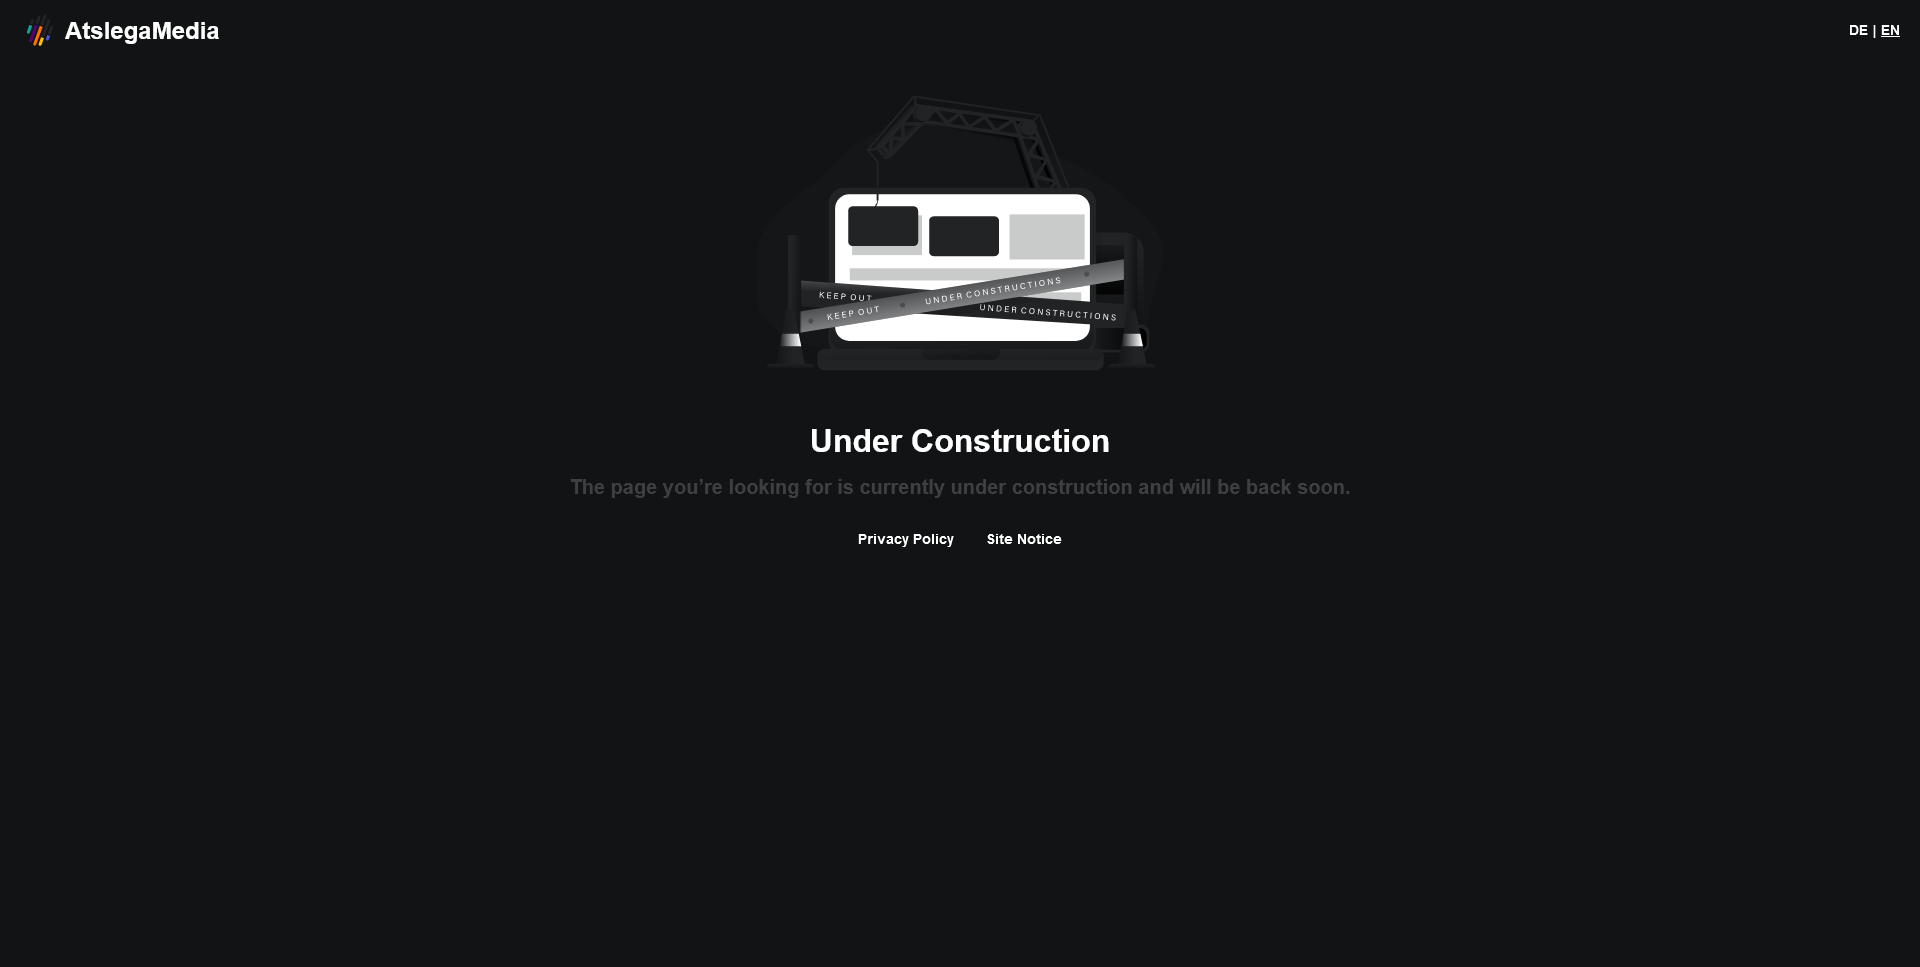 AtslegaMedia
DE | EN
KEEP OUT
UNDER CONSTRUCTIONS
KEEP OUT
UNDER CONSTRUCTIONS
Under Construction
The page you’re looking for is currently under construction and will be back soon.
Privacy Policy
Site Notice